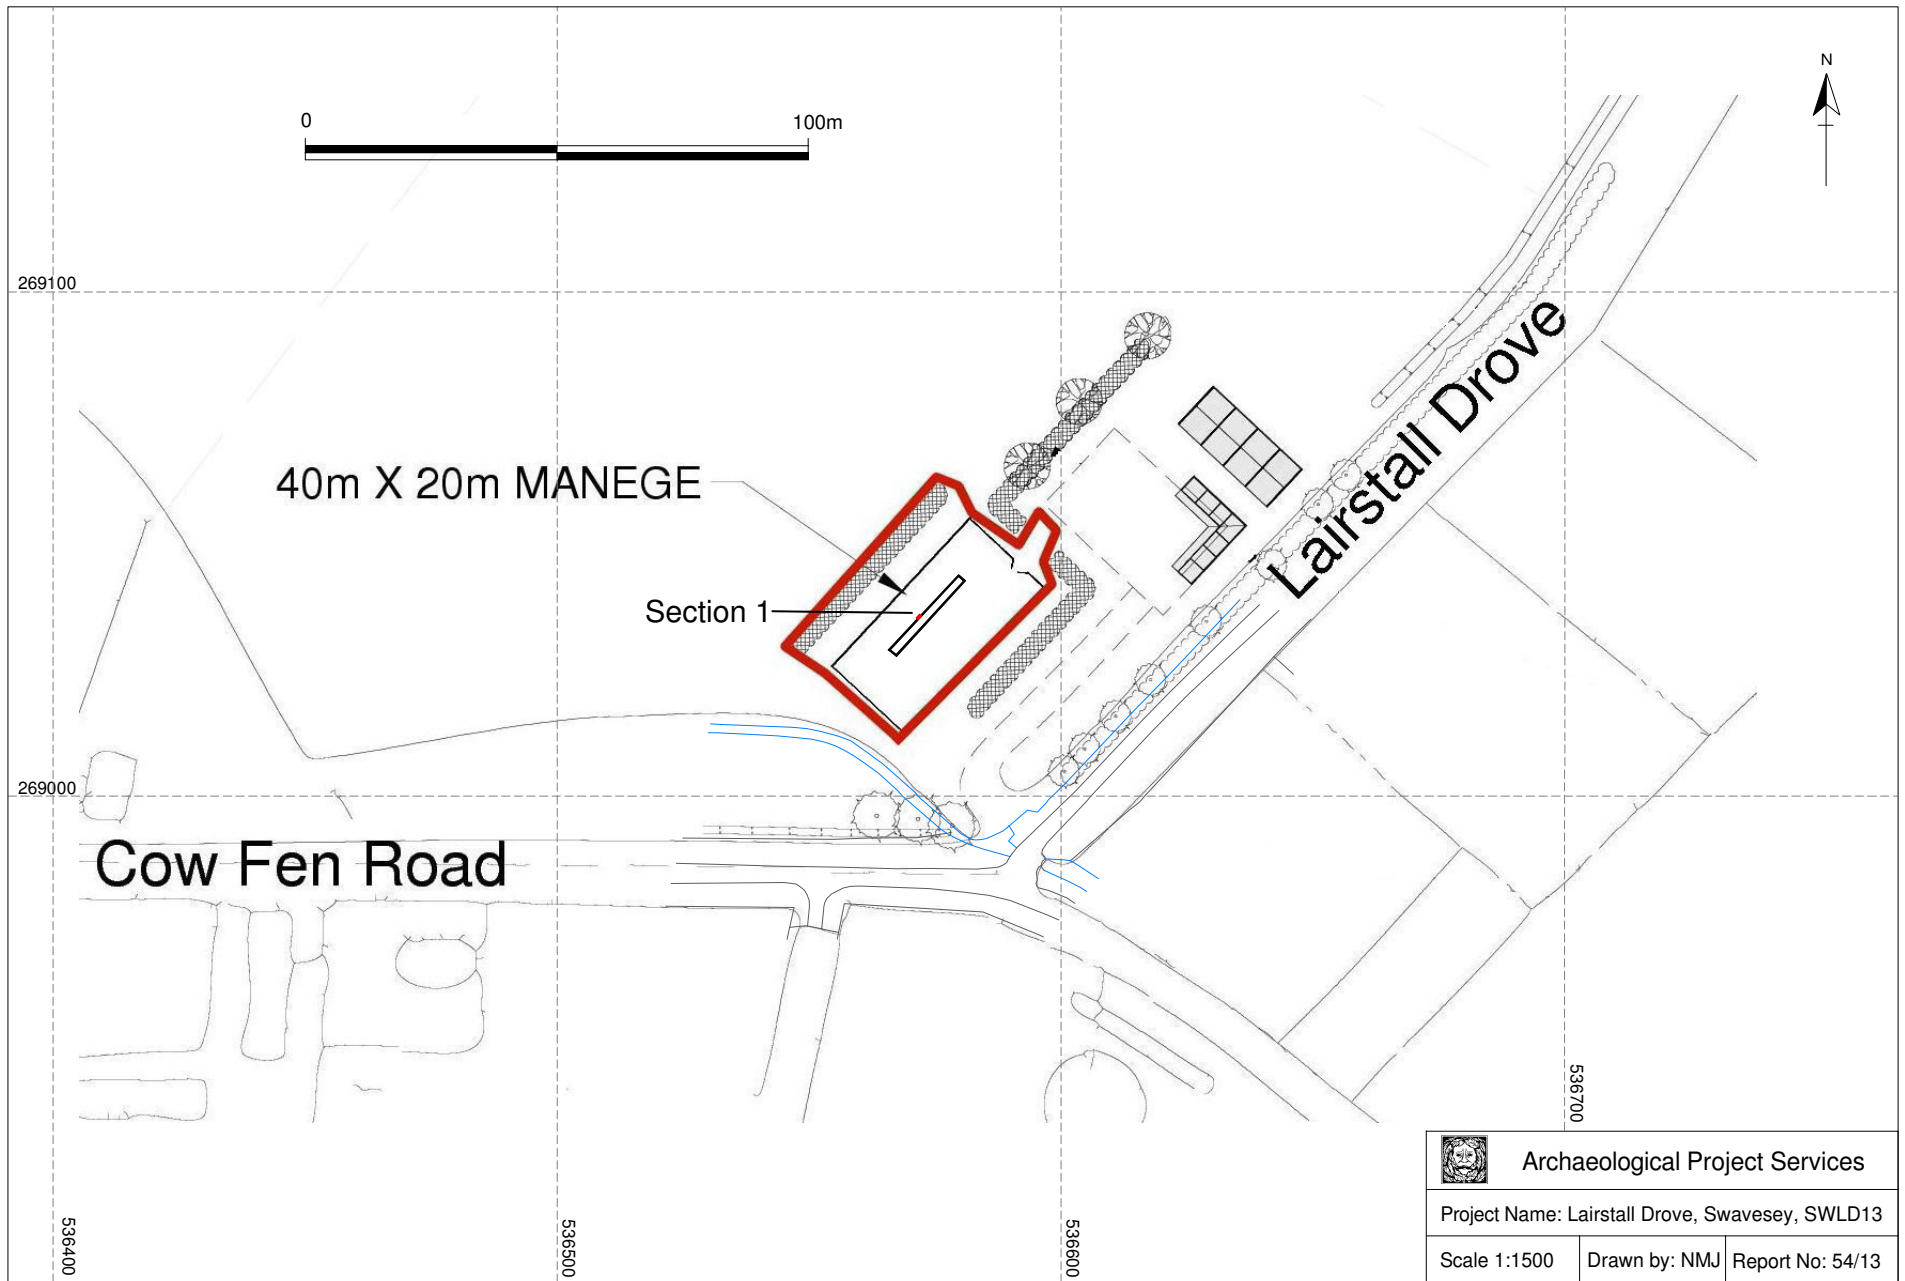 N
0 100m
269100
40m X 20m MANEGE
Section 1
Lairstall Drove
269000
Cow Fen Road
536400
536500
536600
536700
Archaeological Project Services
Project Name: Lairstall Drove, Swavesey, SWLD13
Scale 1:1500 Drawn by: NMJ Report No: 54/13